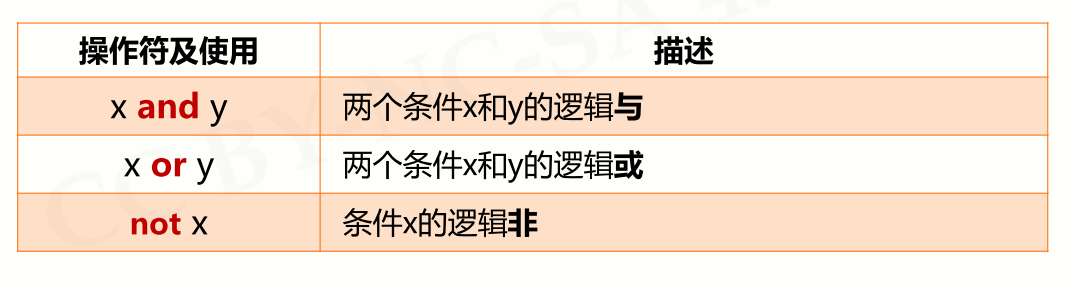 操作符及使用 描述
x and y 两个条件x和y的逻辑与
x or y 两个条件x和y的逻辑或
not x 条件x的逻辑非
CC BY-NC-SA